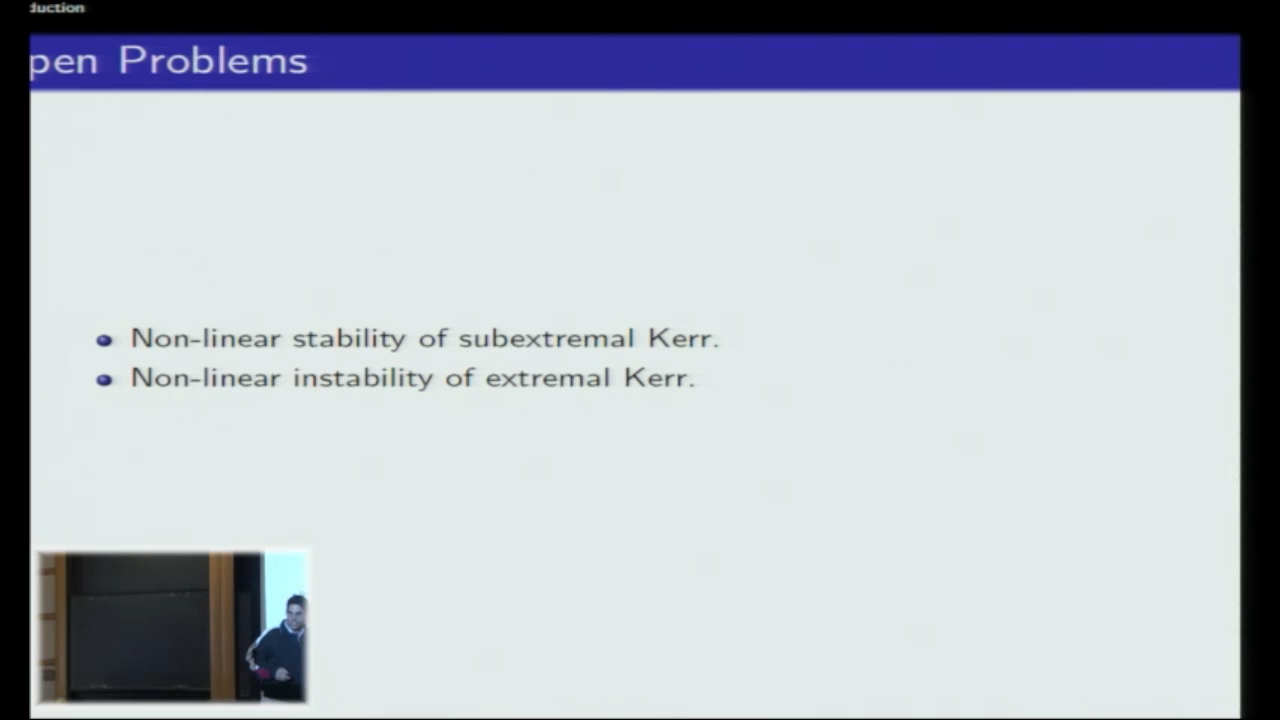 duction
pen Problems
Non-linear stability of subextremal Kerr.
Non-linear instability of extremal Kerr.